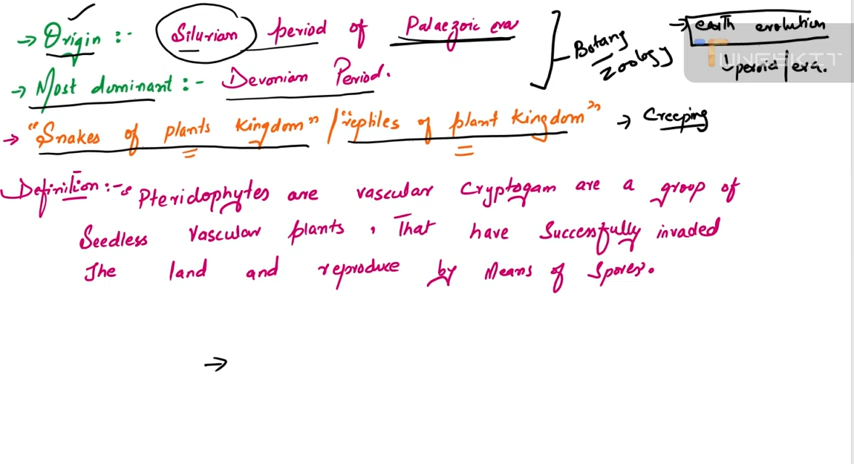 → Origin :- Silurian period of Palaezoic era
→ Most dominant :- Devonian Period.
Botany
Zoology
→ earth evolution
↳ period/era.
→ "Snakes of plants kingdom" / "reptiles of plant kingdom" → Creeping
Definition :- Pteridophytes are vascular Cryptogam are a group of
Seedless vascular plants, That have Successfully invaded
The land and reproduce by Means of Spores.
→